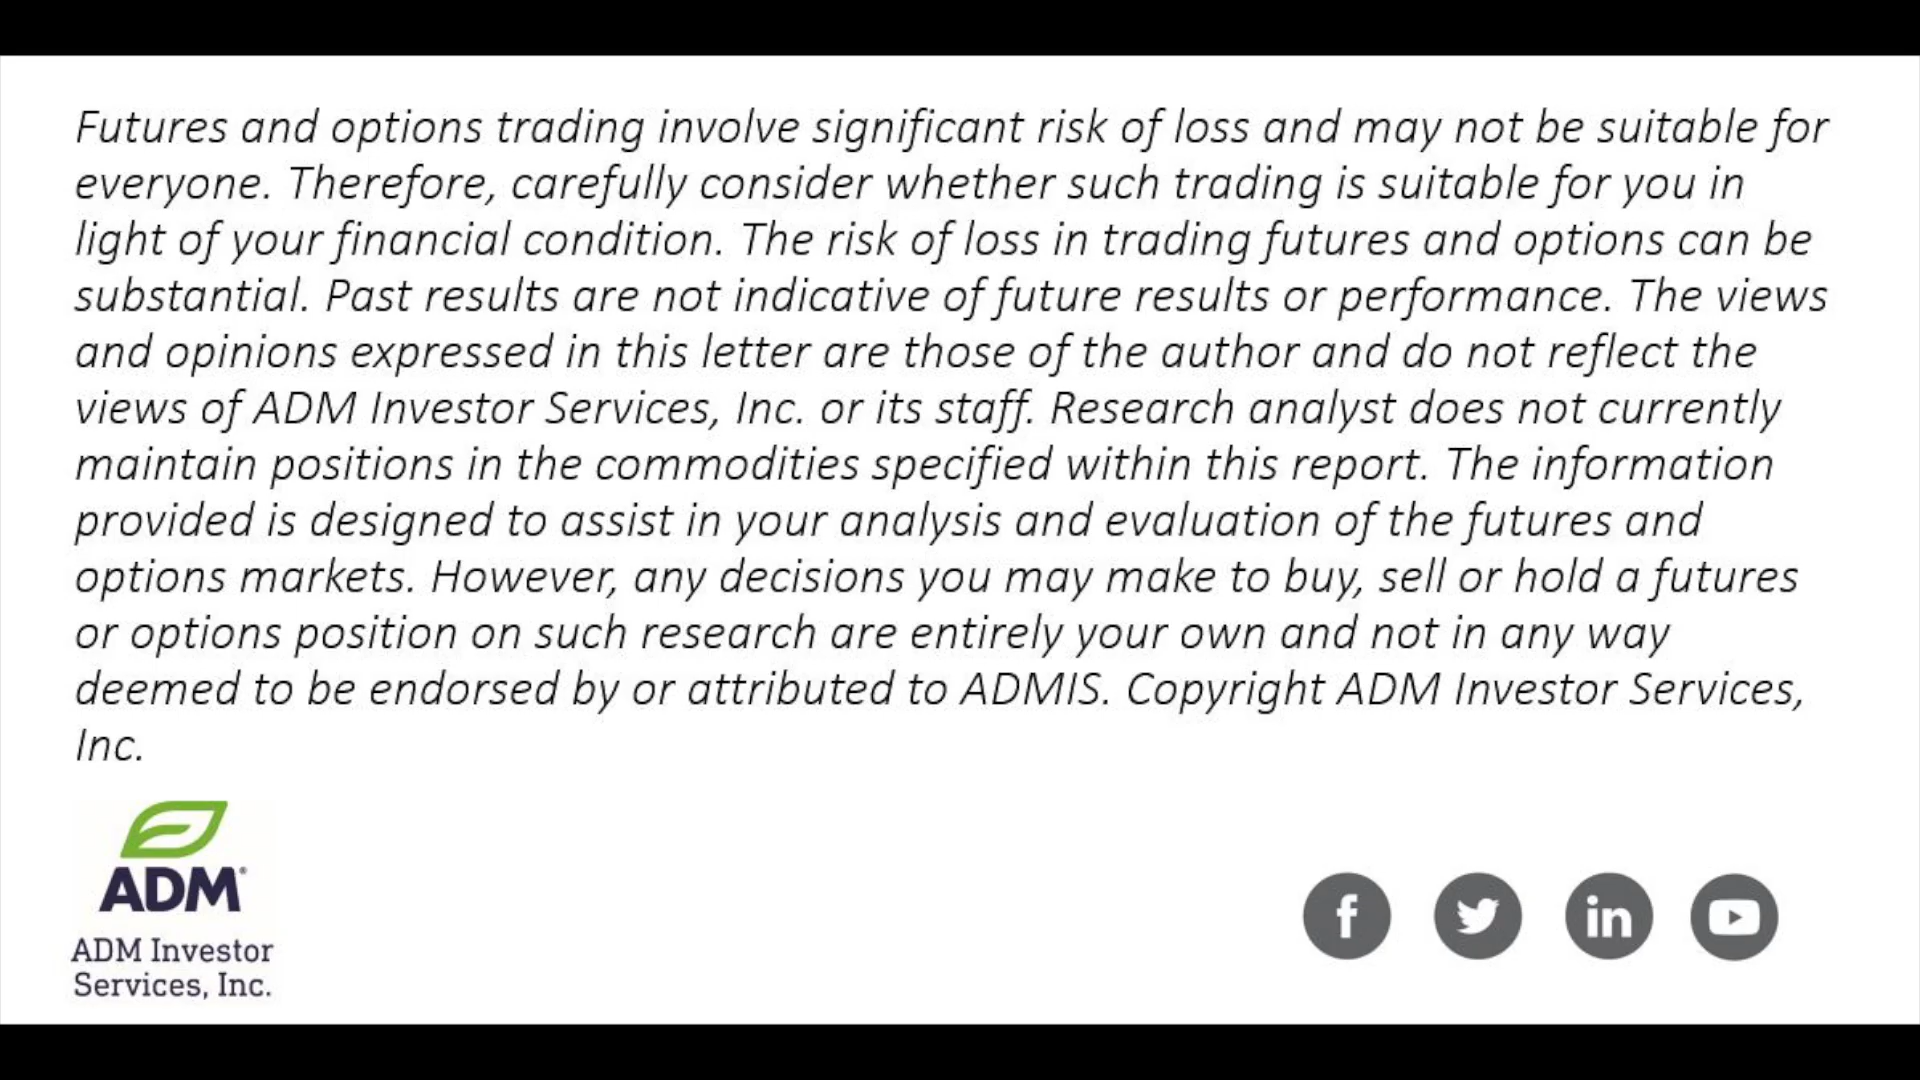 Futures and options trading involve significant risk of loss and may not be suitable for
everyone. Therefore, carefully consider whether such trading is suitable for you in
light of your financial condition. The risk of loss in trading futures and options can be
substantial. Past results are not indicative of future results or performance. The views
and opinions expressed in this letter are those of the author and do not reflect the
views of ADM Investor Services, Inc. or its staff. Research analyst does not currently
maintain positions in the commodities specified within this report. The information
provided is designed to assist in your analysis and evaluation of the futures and
options markets. However, any decisions you may make to buy, sell or hold a futures
or options position on such research are entirely your own and not in any way
deemed to be endorsed by or attributed to ADMIS. Copyright ADM Investor Services,
Inc.
ADM®
ADM Investor
Services, Inc.
f
in